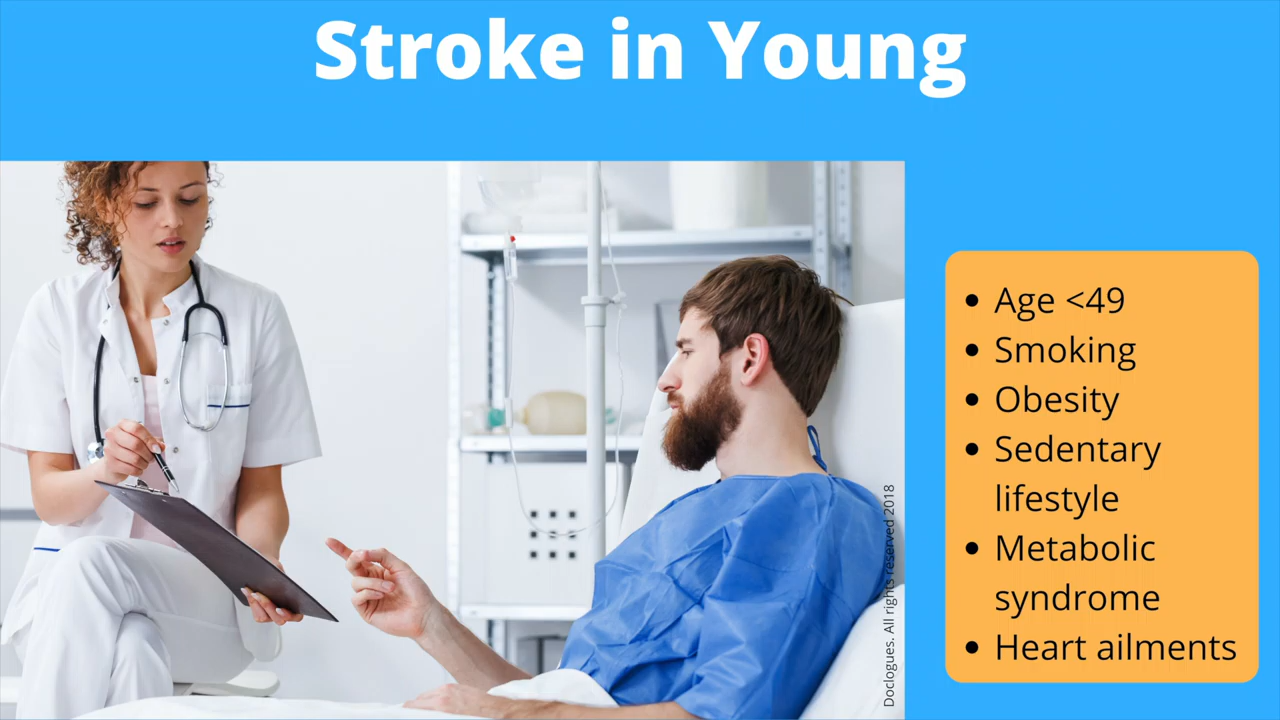 Stroke in Young
Age <49
Smoking
Obesity
Sedentary
lifestyle
Metabolic
syndrome
Heart ailments
Doclogues. All rights reserved 2018